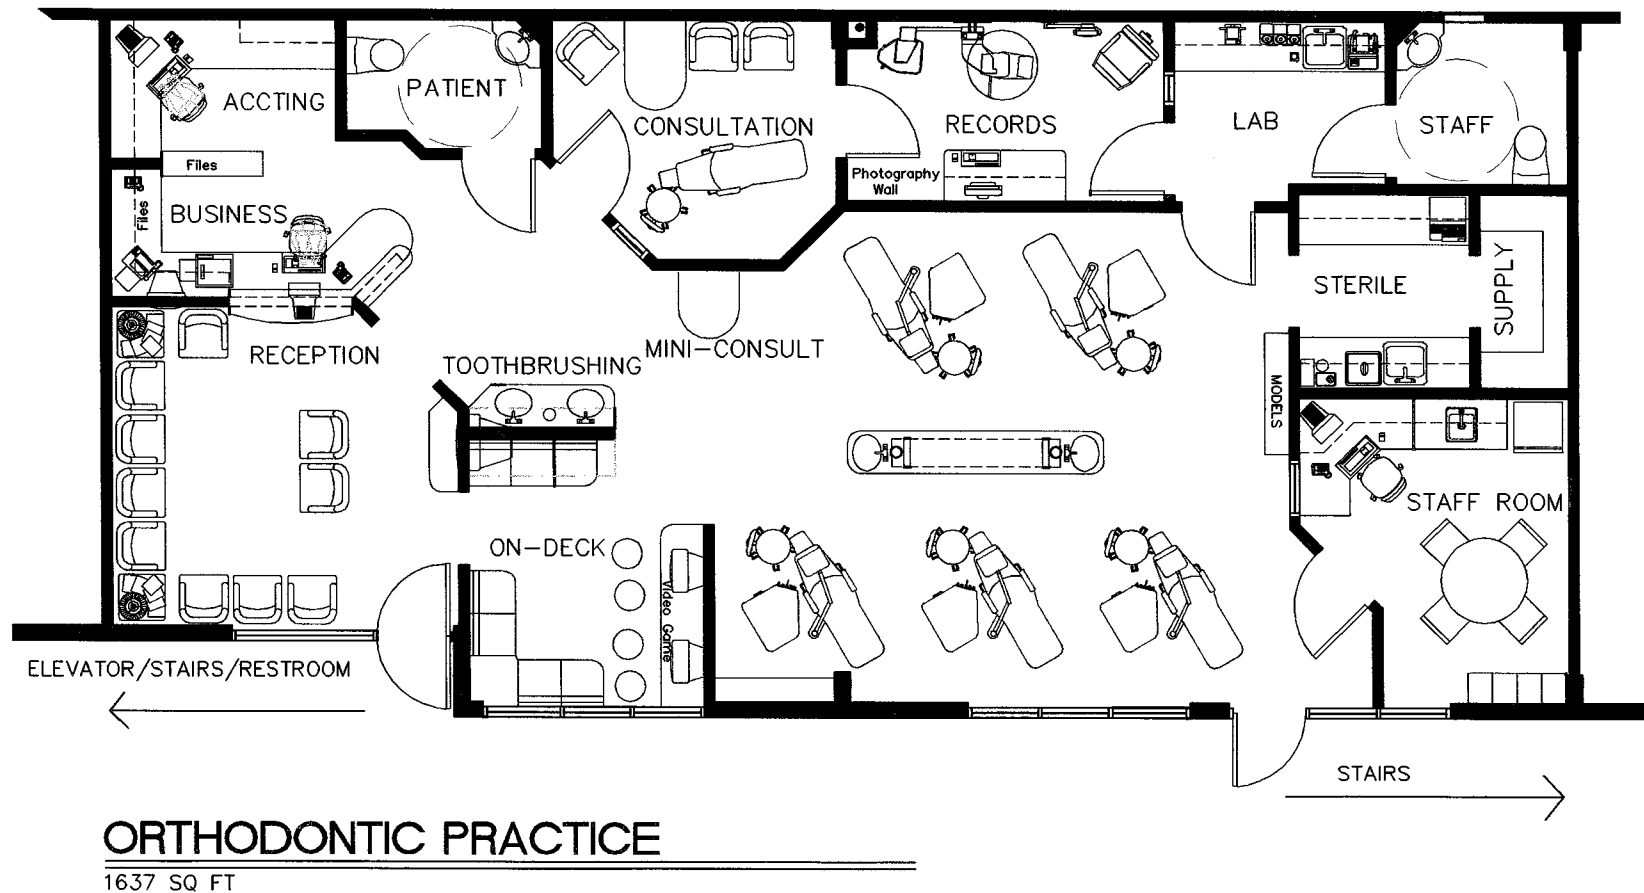 ACCTING
Files
PATIENT
CONSULTATION
RECORDS
Photography
Wall
LAB
STAFF
Files
BUSINESS
STERILE
SUPPLY
RECEPTION
TOOTHBRUSHING
MINI-CONSULT
MODELS
STAFF ROOM
ON-DECK
Video Game
ELEVATOR/STAIRS/RESTROOM
STAIRS
ORTHODONTIC PRACTICE
1637 SQ FT